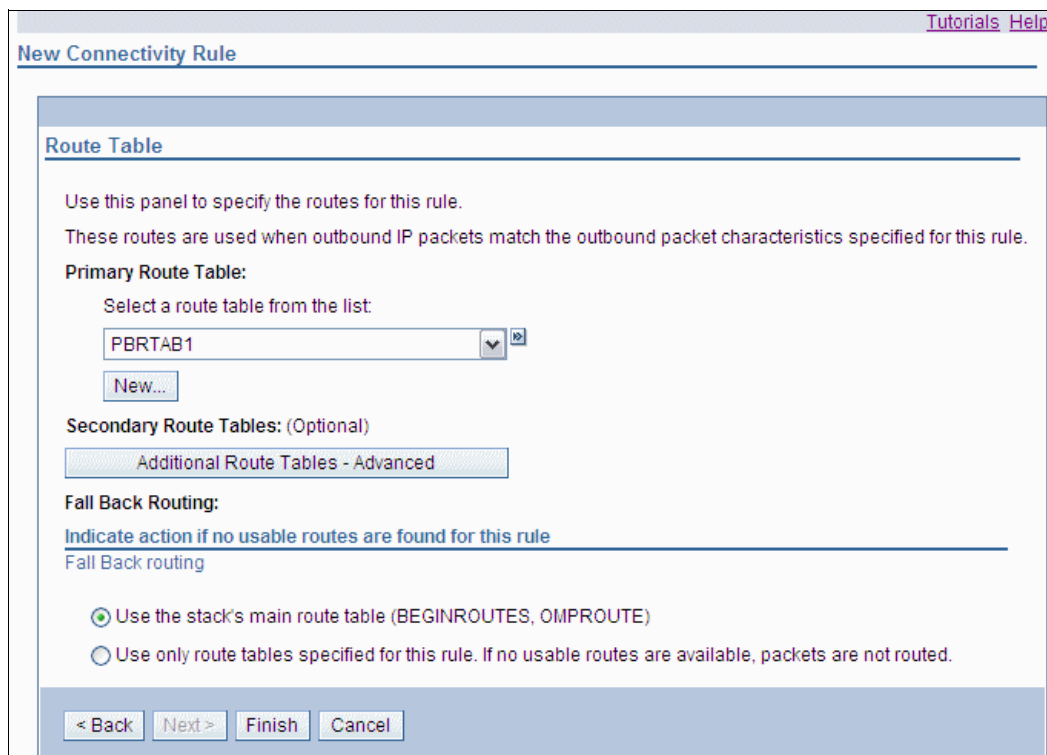 Tutorials Help
New Connectivity Rule
Route Table
Use this panel to specify the routes for this rule.
These routes are used when outbound IP packets match the outbound packet characteristics specified for this rule.
Primary Route Table:
Select a route table from the list:
PBRTAB1
New...
Secondary Route Tables: (Optional)
Additional Route Tables - Advanced
Fall Back Routing:
Indicate action if no usable routes are found for this rule
Fall Back routing
Use the stack's main route table (BEGINROUTES, OMPROUTE)
Use only route tables specified for this rule. If no usable routes are available, packets are not routed.
< Back Next > Finish Cancel